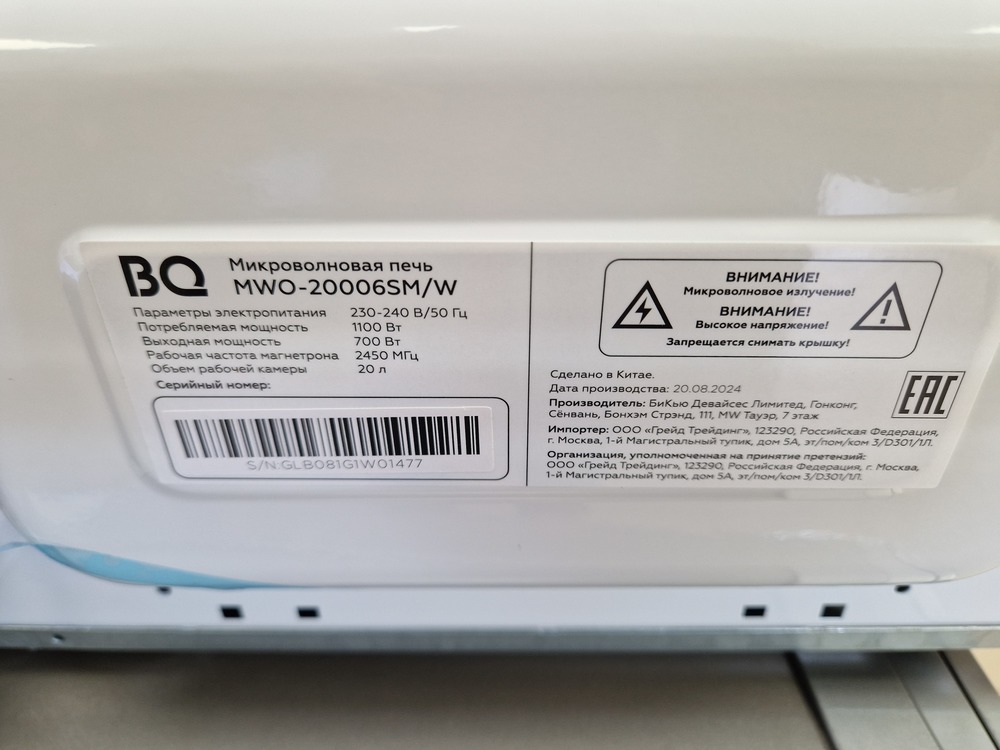 BQ
Микроволновая печь
MWO-20006SM/W
Параметры электропитания 230-240 В/50 Гц
Потребляемая мощность 1100 Вт
Выходная мощность 700 Вт
Рабочая частота магнетрона 2450 МГц
Объем рабочей камеры 20 л
Серийный номер:
S/N:GLB081G1W01477
ВНИМАНИЕ!
Микроволновое излучение!
ВНИМАНИЕ!
Высокое напряжение!
Запрещается снимать крышку!
Сделано в Китае.
Дата производства: 20.08.2024
Производитель: БиКью Девайсес Лимитед, Гонконг,
Сёнвань, Бонхэм Стрэнд, 111, MW Тауэр, 7 этаж
EAC
Импортер: ООО «Грейд Трейдинг», 123290, Российская Федерация,
г. Москва, 1-й Магистральный тупик, дом 5А, эт/пом/ком 3/D301/1Л.
Организация, уполномоченная на принятие претензий:
ООО «Грейд Трейдинг», 123290, Российская Федерация, г. Москва,
1-й Магистральный тупик, дом 5А, эт/пом/ком 3/D301/1Л.